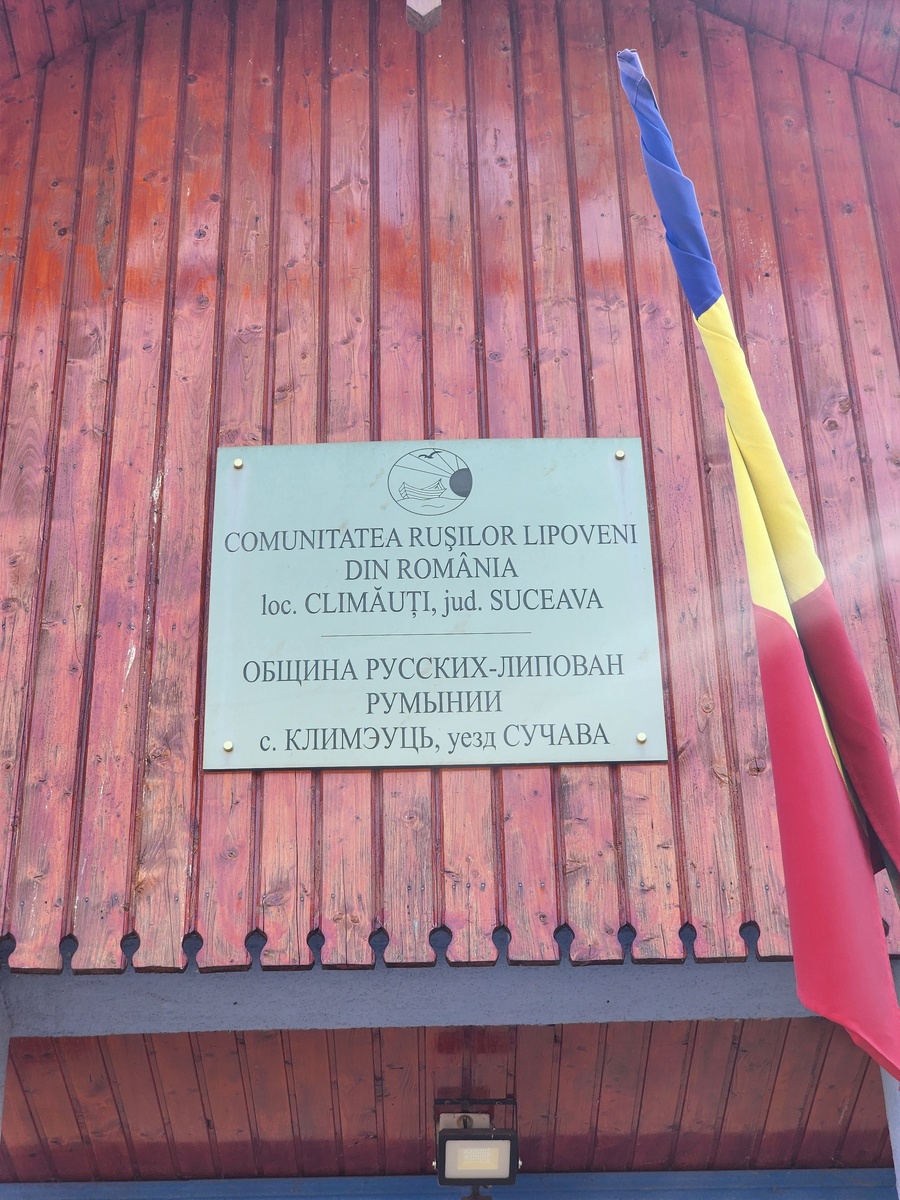 COMUNITATEA RUŞILOR LIPOVENI
DIN ROMÂNIA
loc. CLIMĂUȚI, jud. SUCEAVA
ОБЩИНА РУССКИХ-ЛИПОВАН
РУМЫНИИ
с. КЛИМЭУЦЬ, уезд СУЧАВА